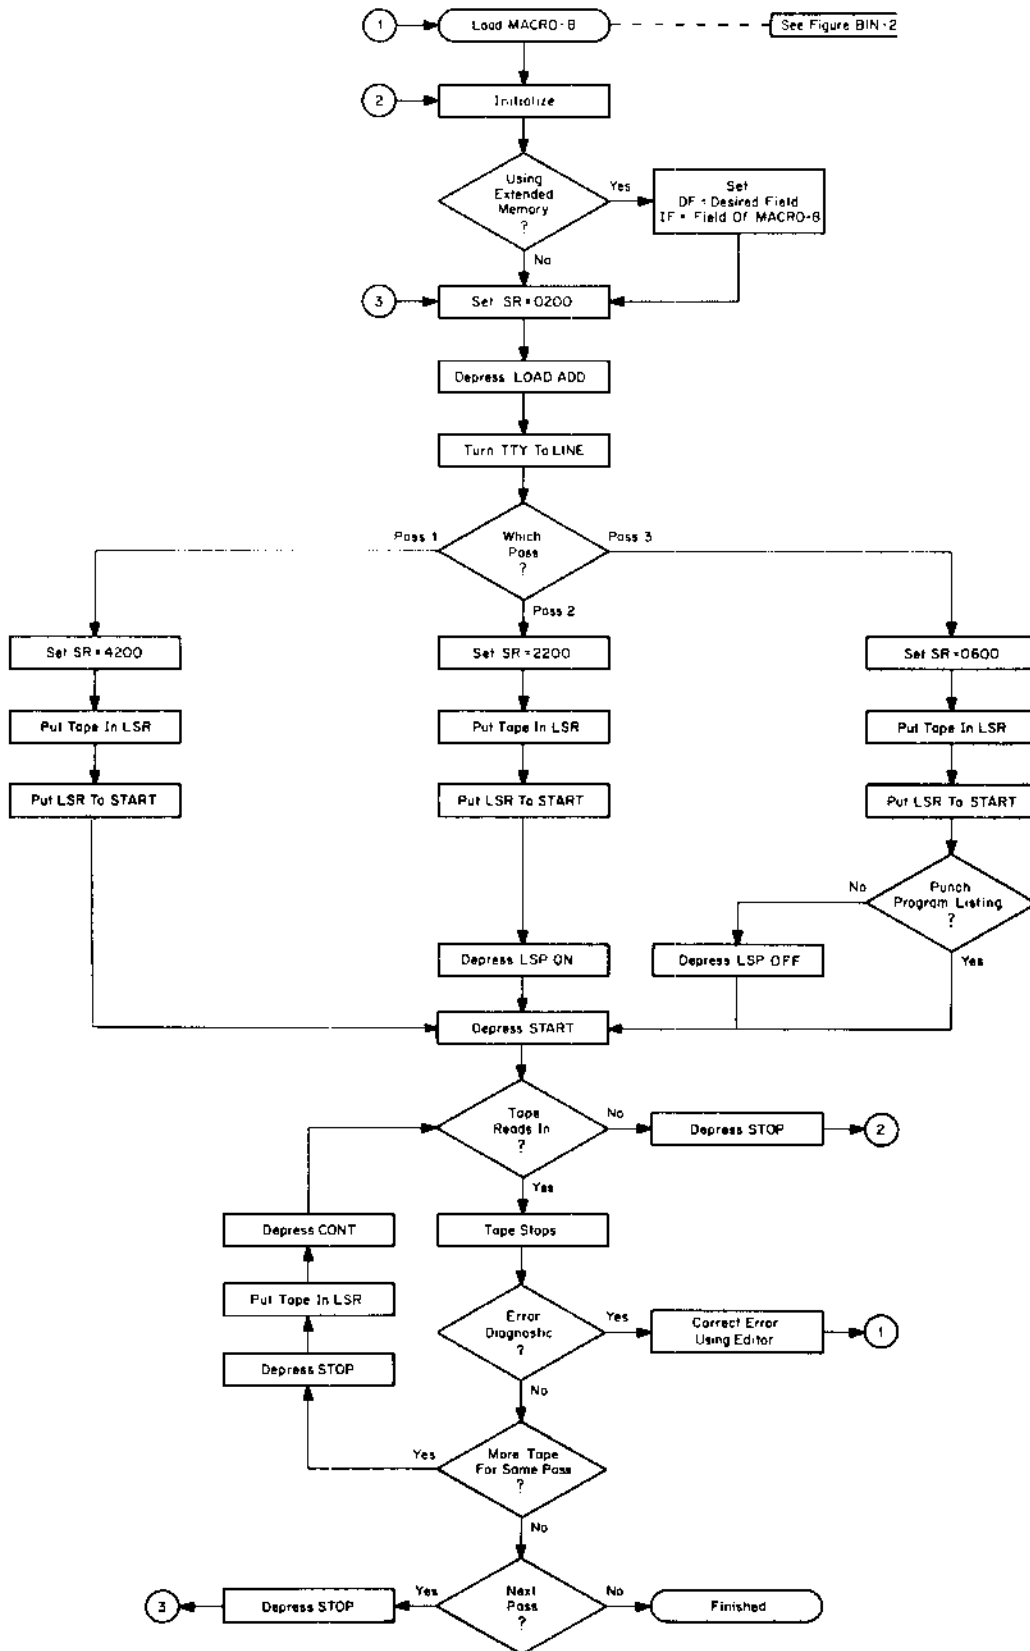 1
Load MACRO-8
See Figure BIN-2
2
Initialize
Using
Extended
Memory
?
Yes
Set
DF = Desired Field
IF = Field Of MACRO-8
No
3
Set SR=0200
Depress LOAD ADD
Turn TTY To LINE
Pass 1
Which
Pass
?
Pass 3
Pass 2
Set SR=4200
Set SR=2200
Set SR=0600
Put Tape In LSR
Put Tape In LSR
Put Tape In LSR
Put LSR To START
Put LSR To START
Put LSR To START
No
Punch
Program Listing
?
Yes
Depress LSP ON
Depress LSP OFF
Depress START
Tape
Reads In
?
No
Depress STOP
2
Yes
Depress CONT
Tape Stops
Put Tape In LSR
Error
Diagnostic
?
Yes
Correct Error
Using Editor
1
Depress STOP
No
Yes
More Tape
For Same Pass
?
No
3
Depress STOP
Yes
Next
Pass
?
No
Finished